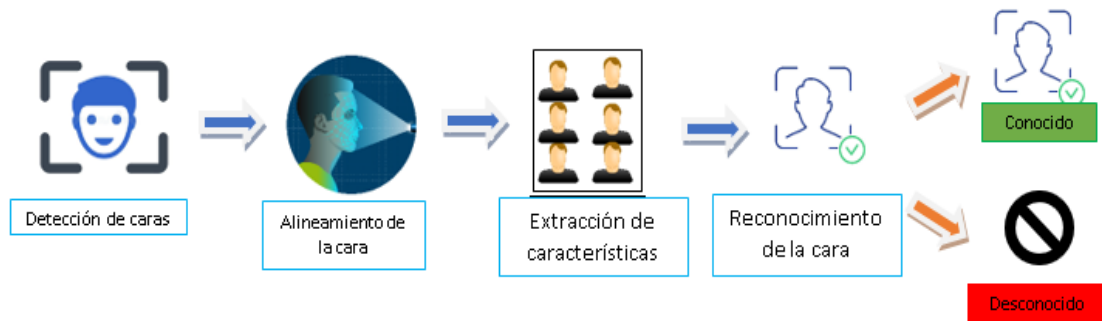 Detección de caras
Alineamiento de
la cara
Extracción de
características
Reconocimiento
de la cara
Conocido
Desconocido